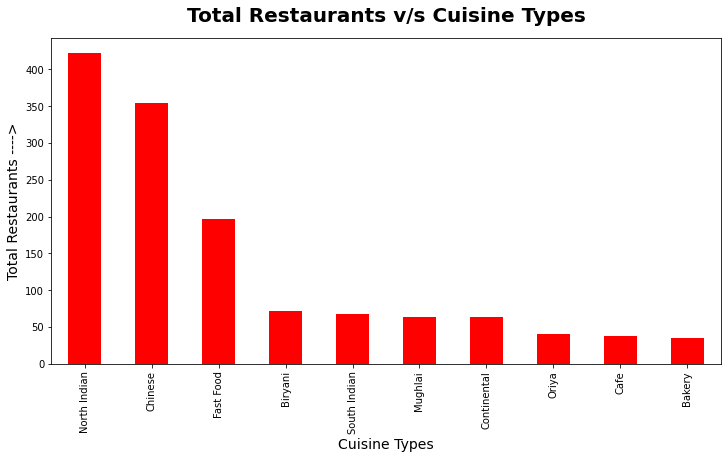 Total Restaurants v/s Cuisine Types
Total Restaurants ---->
400
350
300
250
200
150
100
50
0
North Indian
Chinese
Fast Food
Biryani
South Indian
Mughlai
Continental
Oriya
Cafe
Bakery
Cuisine Types